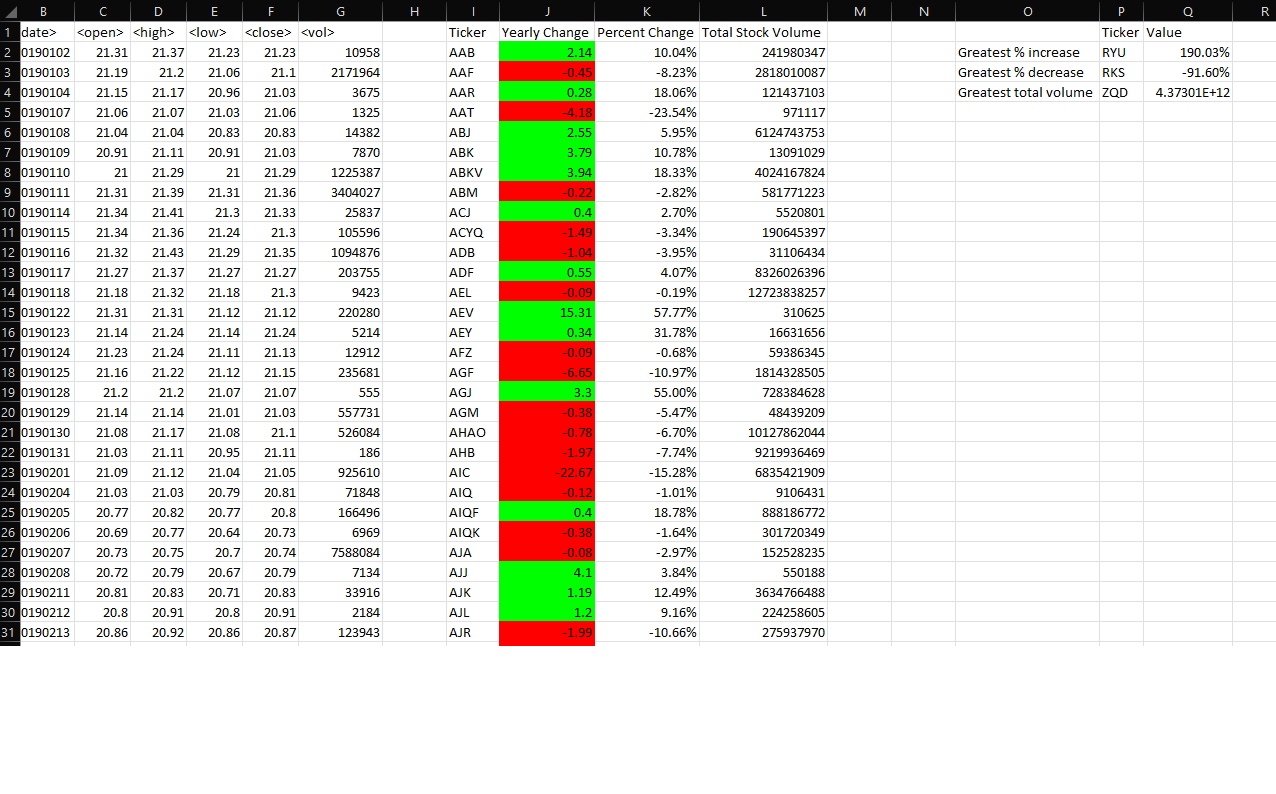 B C D E F G H I J K L M N O P Q R
1 date> <open> <high> <low> <close> <vol> Ticker Yearly Change Percent Change Total Stock Volume Ticker Value
2 0190102 21.31 21.37 21.23 21.23 10958 AAB 2.14 10.04% 241980347 Greatest % increase RYU 190.03%
3 0190103 21.19 21.2 21.06 21.1 2171964 AAF -0.45 -8.23% 2818010087 Greatest % decrease RKS -91.60%
4 0190104 21.15 21.17 20.96 21.03 3675 AAR 0.28 18.06% 121437103 Greatest total volume ZQD 4.37301E+12
5 0190107 21.06 21.07 21.03 21.06 1325 AAT -4.18 -23.54% 971117
6 0190108 21.04 21.04 20.83 20.83 14382 ABJ 2.55 5.95% 6124743753
7 0190109 20.91 21.11 20.91 21.03 7870 ABK 3.79 10.78% 13091029
8 0190110 21 21.29 21 21.29 1225387 ABKV 3.94 18.33% 4024167824
9 0190111 21.31 21.39 21.31 21.36 3404027 ABM -0.22 -2.82% 581771223
10 0190114 21.34 21.41 21.3 21.33 25837 ACJ 0.4 2.70% 5520801
11 0190115 21.34 21.36 21.24 21.3 105596 ACYQ -1.49 -3.34% 190645397
12 0190116 21.32 21.43 21.29 21.35 1094876 ADB -1.04 -3.95% 31106434
13 0190117 21.27 21.37 21.27 21.27 203755 ADF 0.55 4.07% 8326026396
14 0190118 21.18 21.32 21.18 21.3 9423 AEL -0.09 -0.19% 12723838257
15 0190122 21.31 21.31 21.12 21.12 220280 AEV 15.31 57.77% 310625
16 0190123 21.14 21.24 21.14 21.24 5214 AEY 0.34 31.78% 16631656
17 0190124 21.23 21.24 21.11 21.13 12912 AFZ -0.09 -0.68% 59386345
18 0190125 21.16 21.22 21.12 21.15 235681 AGF -6.65 -10.97% 1814328505
19 0190128 21.2 21.2 21.07 21.07 555 AGJ 3.3 55.00% 728384628
20 0190129 21.14 21.14 21.01 21.03 557731 AGM -0.38 -5.47% 48439209
21 0190130 21.08 21.17 21.08 21.1 526084 AHAO -0.78 -6.70% 10127862044
22 0190131 21.03 21.11 20.95 21.11 186 AHB -1.97 -7.74% 9219936469
23 0190201 21.09 21.12 21.04 21.05 925610 AIC -22.67 -15.28% 6835421909
24 0190204 21.03 21.03 20.79 20.81 71848 AIQ -0.12 -1.01% 9106431
25 0190205 20.77 20.82 20.77 20.8 166496 AIQF 0.4 18.78% 888186772
26 0190206 20.69 20.77 20.64 20.73 6969 AIQK -0.38 -1.64% 301720349
27 0190207 20.73 20.75 20.7 20.74 7588084 AJA -0.08 -2.97% 152528235
28 0190208 20.72 20.79 20.67 20.79 7134 AJJ 4.1 3.84% 550188
29 0190211 20.81 20.83 20.71 20.83 33916 AJK 1.19 12.49% 3634766488
30 0190212 20.8 20.91 20.8 20.91 2184 AJL 1.2 9.16% 224258605
31 0190213 20.86 20.92 20.86 20.87 123943 AJR -1.99 -10.66% 275937970